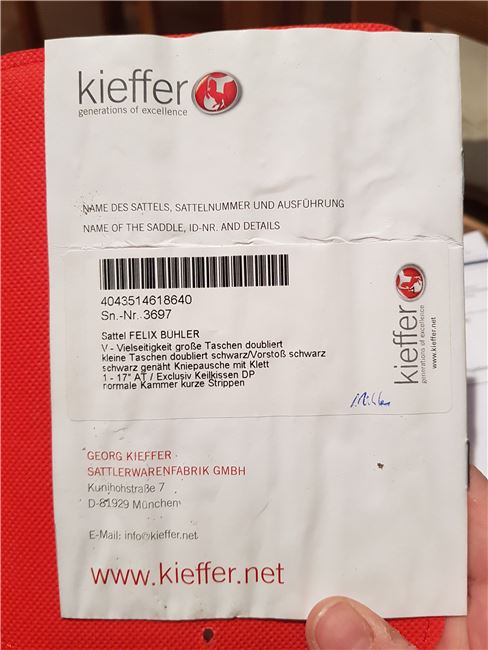 kieffer
generations of excellence
NAME DES SATTELS, SATTELNUMMER UND AUSFÜHRUNG
NAME OF THE SADDLE, ID-NR. AND DETAILS
4043514618640
Sn.-Nr. 3697
Sattel FELIX BÜHLER
V - Vielseitigkeit große Taschen doubliert
kleine Taschen doubliert schwarz/Vorstoß schwarz
schwarz genäht Kniepausche mit Klett
1 - 17" AT / Exclusiv Keilkissen DP
normale Kammer kurze Strippen
kieffer
generations of excellence
www.kieffer.net
GEORG KIEFFER
SATTLERWARENFABRIK GMBH
Kunihohstraße 7
D-81929 München
E-Mail: info@kieffer.net
www.kieffer.net